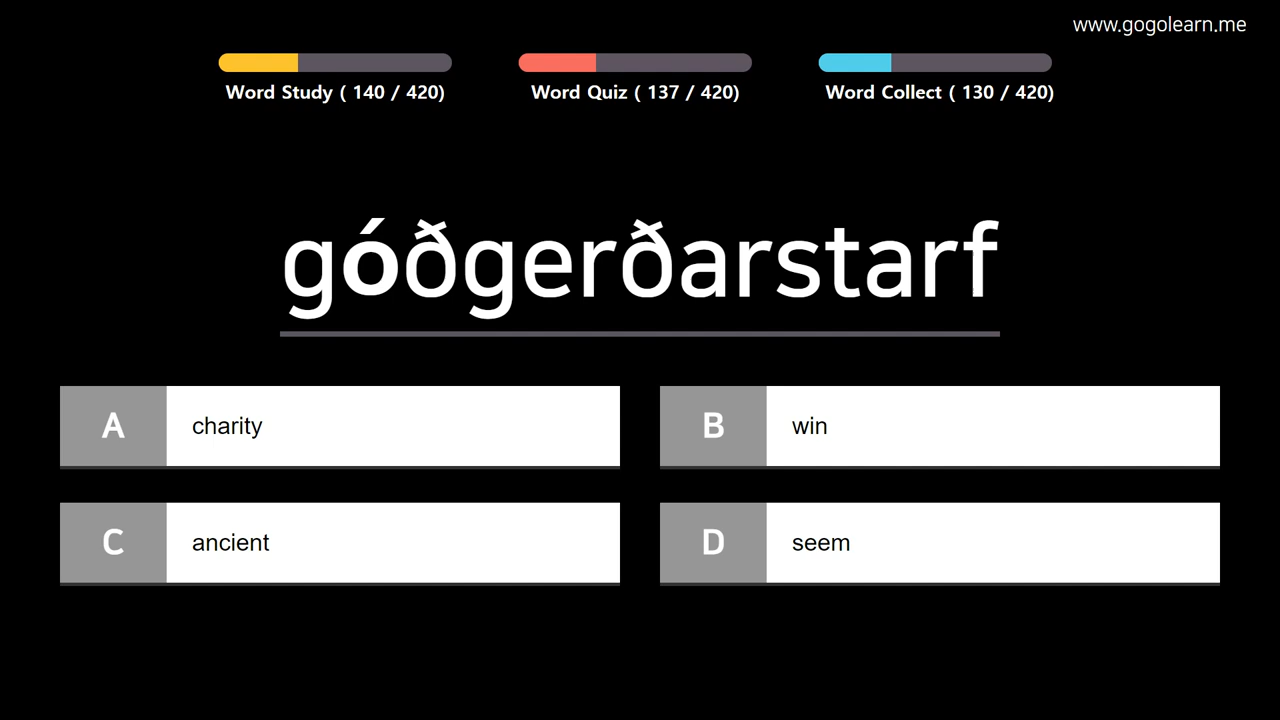 www.gogolearn.me
Word Study ( 140 / 420)
Word Quiz ( 137 / 420)
Word Collect ( 130 / 420)
góðgerðarstarf
A charity
B win
C ancient
D seem